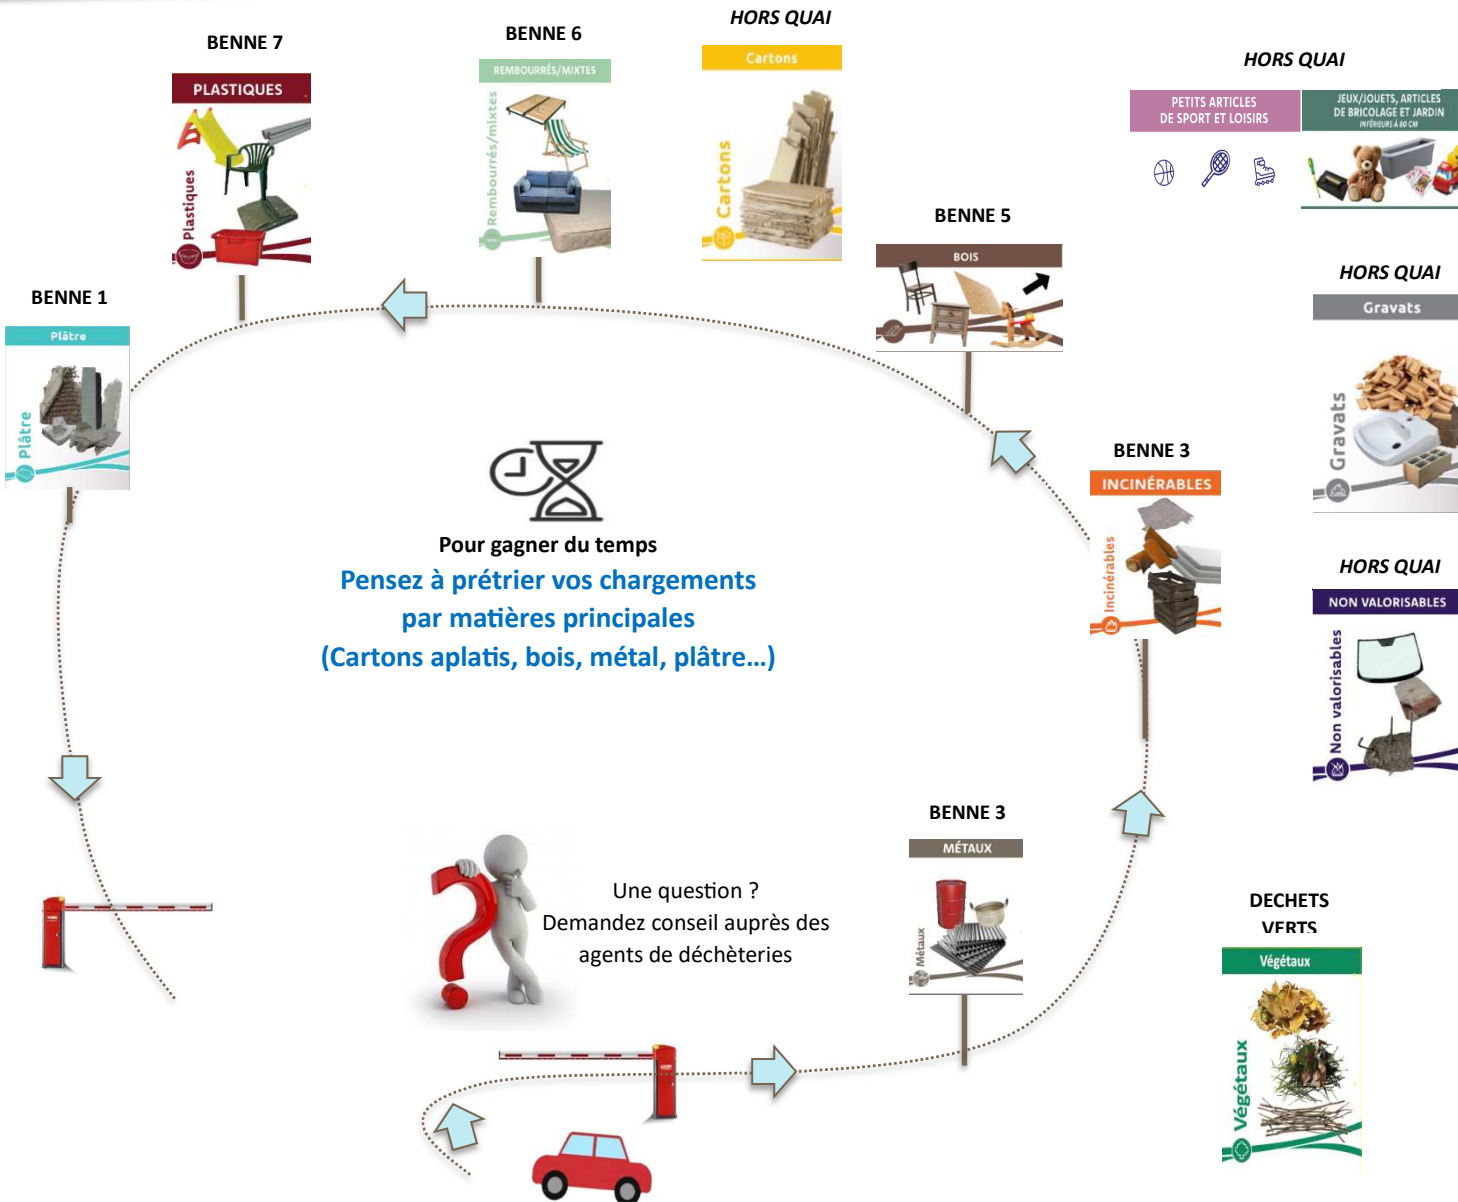 HORS QUAI
Cartons
Cartons
BENNE 6
REMBOURRÉS/MIXTES
Rembourrés/mixtes
BENNE 7
PLASTIQUES
Plastiques
HORS QUAI
PETITS ARTICLES
DE SPORT ET LOISIRS
JEUX/JOUETS, ARTICLES
DE BRICOLAGE ET JARDIN
INFÉRIEURS À 80 CM
BENNE 5
BOIS
HORS QUAI
Gravats
Gravats
BENNE 1
Plâtre
Plâtre
BENNE 3
INCINÉRABLES
Incinérables
Pour gagner du temps
Pensez à prétrier vos chargements
par matières principales
(Cartons aplatis, bois, métal, plâtre…)
HORS QUAI
NON VALORISABLES
Non valorisables
BENNE 3
MÉTAUX
Métaux
Une question ?
Demandez conseil auprès des
agents de déchèteries
DECHETS
VERTS
Végétaux
Végétaux